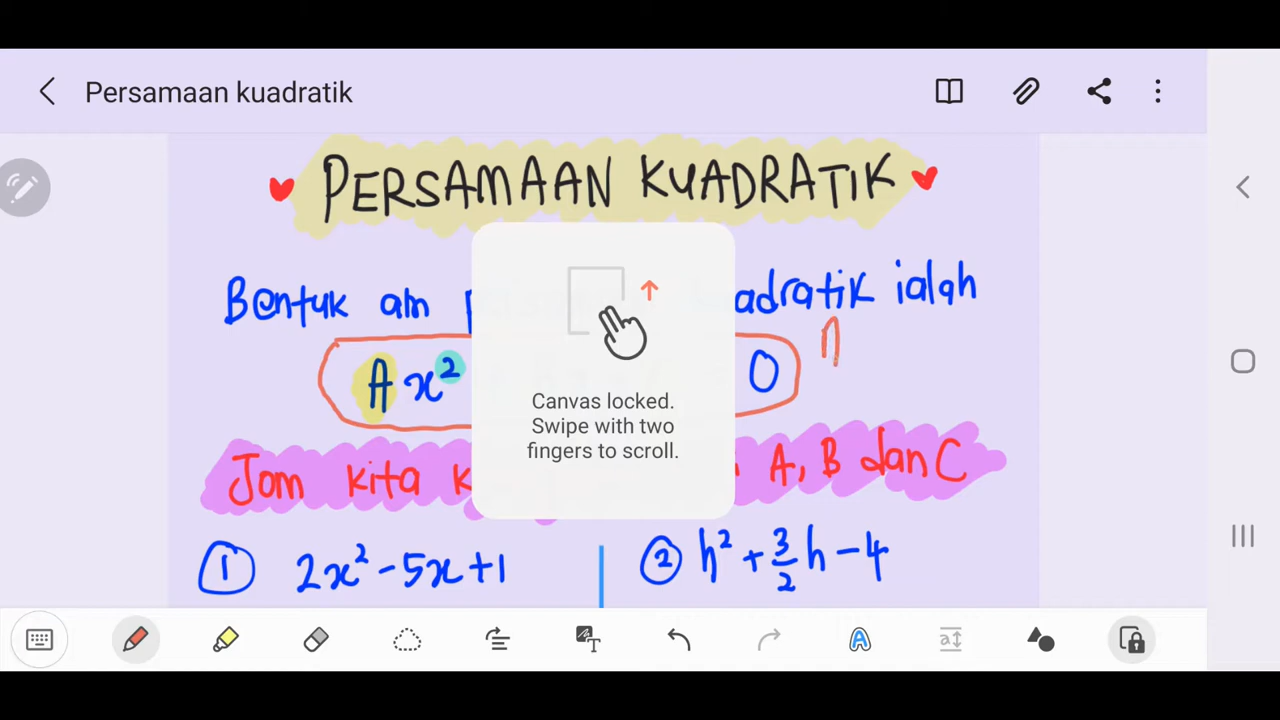 Persamaan kuadratik
PERSAMAAN KUADRATIK
Bentuk am kuadratik ialah
Ax² 0
Canvas locked.
Swipe with two
fingers to scroll.
Jom kita A, B dan C
① 2x² - 5x + 1
② h² + 3/2 h - 4